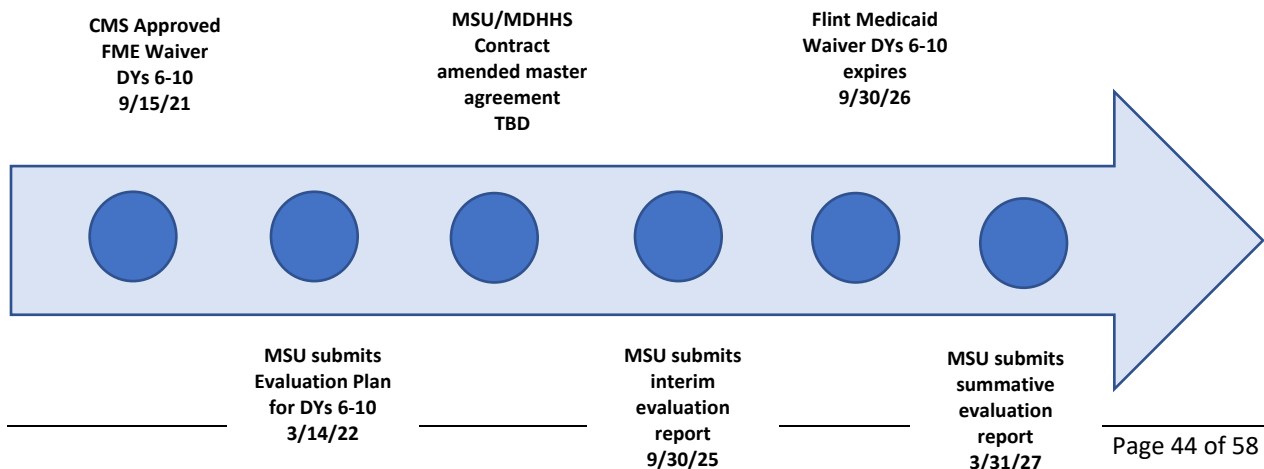 CMS Approved
FME Waiver
DYs 6-10
9/15/21
MSU/MDHHS
Contract
amended master
agreement
TBD
Flint Medicaid
Waiver DYs 6-10
expires
9/30/26
MSU submits
Evaluation Plan
for DYs 6-10
3/14/22
MSU submits
interim
evaluation
report
9/30/25
MSU submits
summative
evaluation
report
3/31/27
Page 44 of 58